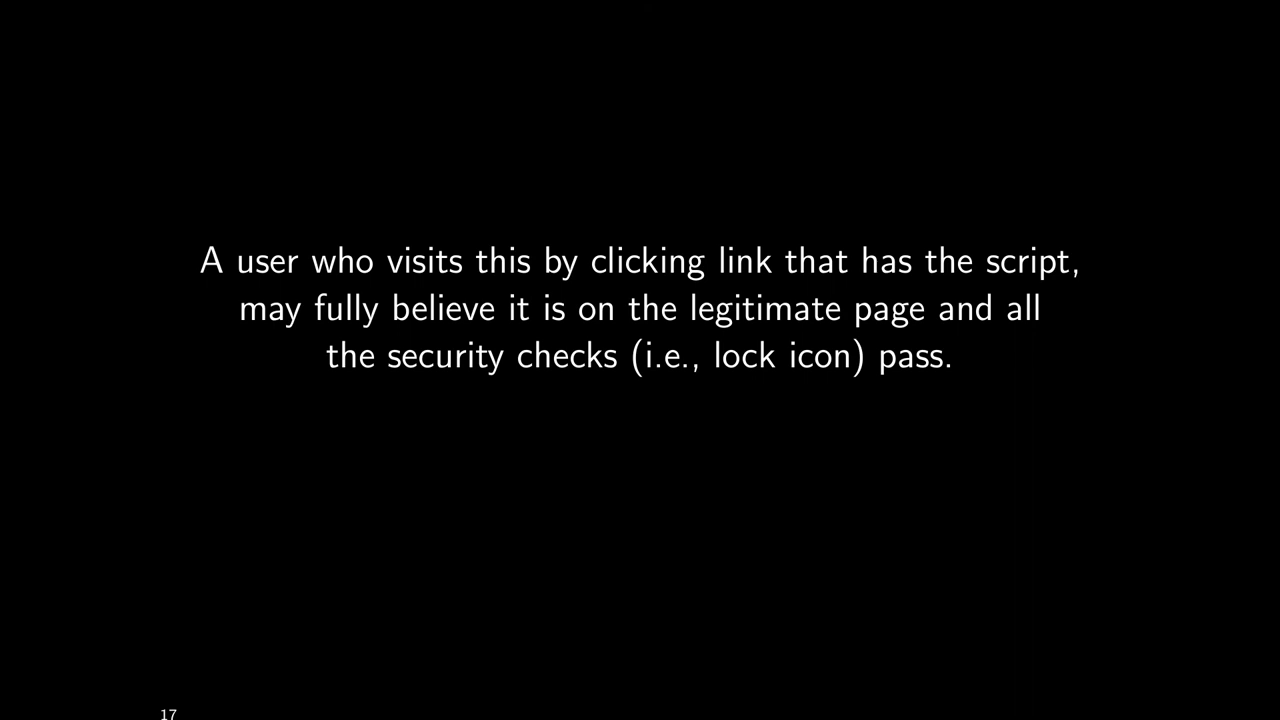 A user who visits this by clicking link that has the script,
may fully believe it is on the legitimate page and all
the security checks (i.e., lock icon) pass.
17